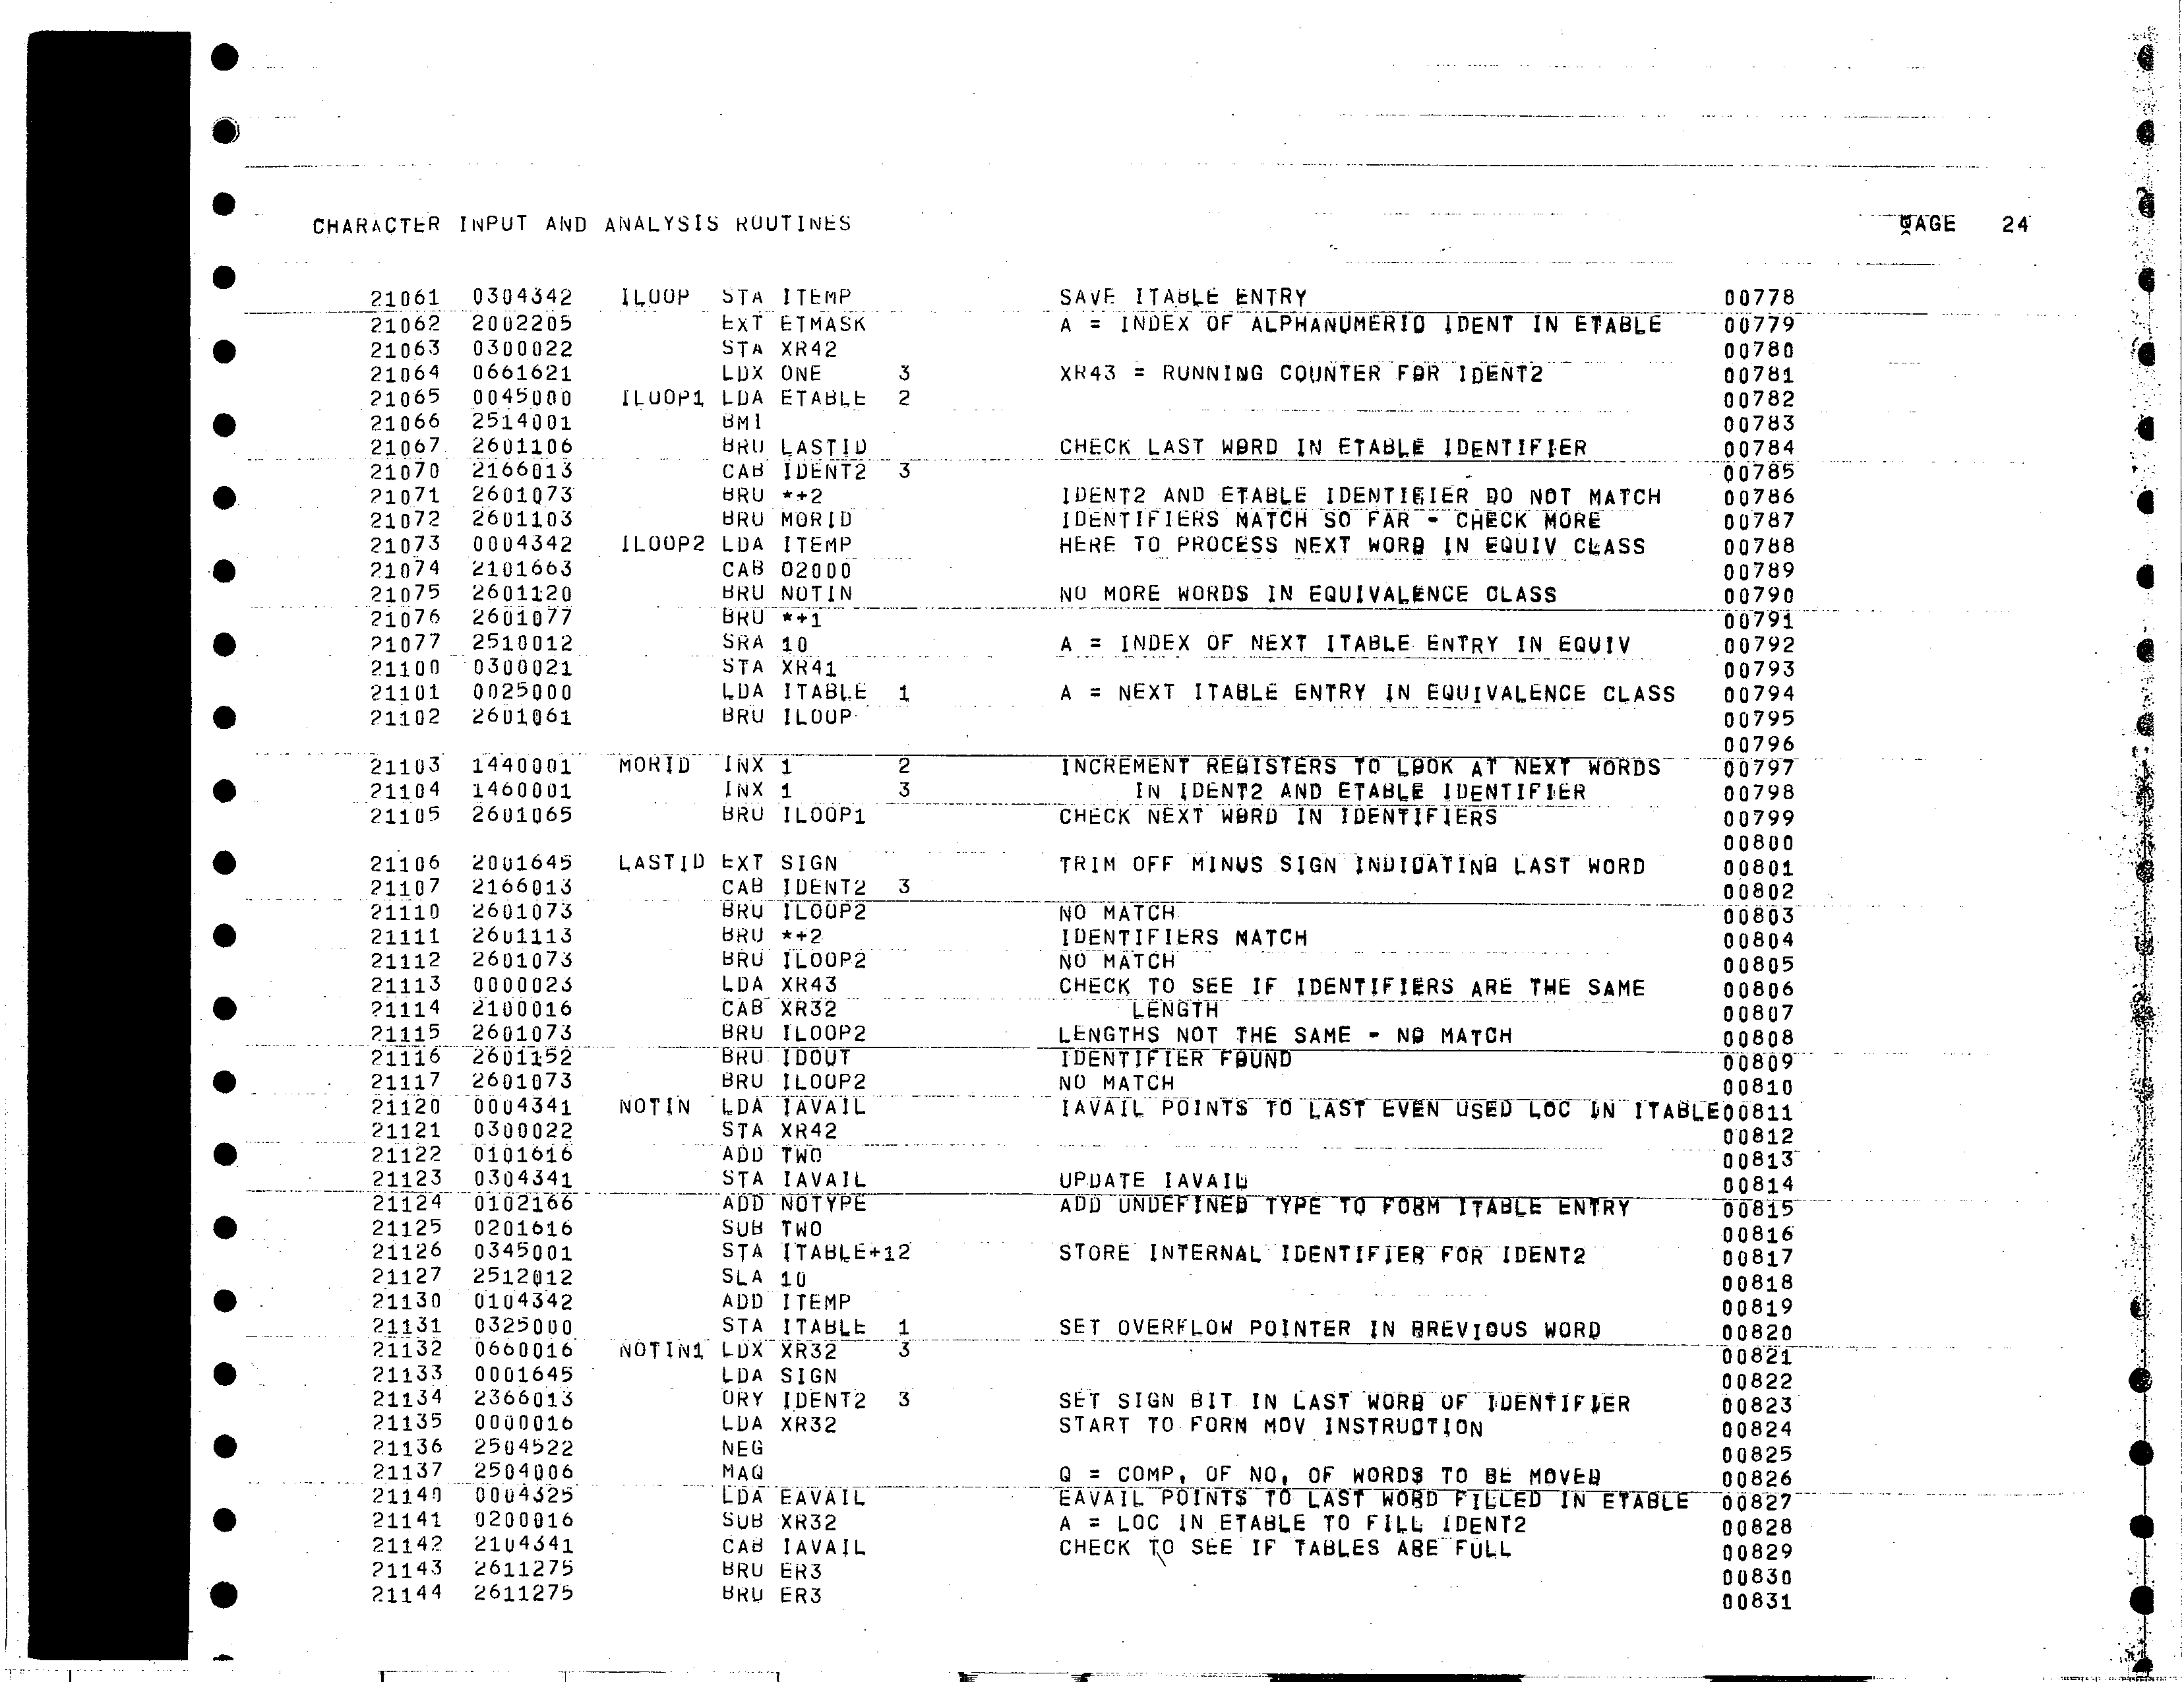 CHARACTER INPUT AND ANALYSIS ROUTINES PAGE 24
21061 0304342 ILOOP STA ITEMP SAVE ITABLE ENTRY 00778
21062 2002205 EXT ETMASK A = INDEX OF ALPHANUMERIC IDENT IN ETABLE 00779
21063 0300022 STA XR42 00780
21064 0661621 LDX ONE 3 XR43 = RUNNING COUNTER FOR IDENT2 00781
21065 0045000 ILOOP1 LDA ETABLE 2 00782
21066 2514001 BMI 00783
21067 2601106 BRU LASTID CHECK LAST WORD IN ETABLE IDENTIFIER 00784
21070 2166013 CAB IDENT2 3 00785
21071 2601073 BRU *+2 IDENT2 AND ETABLE IDENTIFIER DO NOT MATCH 00786
21072 2601103 BRU MORID IDENTIFIERS MATCH SO FAR - CHECK MORE 00787
21073 0004342 ILOOP2 LDA ITEMP HERE TO PROCESS NEXT WORD IN EQUIV CLASS 00788
21074 2101663 CAB O2000 00789
21075 2601120 BRU NOTIN NO MORE WORDS IN EQUIVALENCE CLASS 00790
21076 2601077 BRU *+1 00791
21077 2510012 SRA 10 A = INDEX OF NEXT ITABLE ENTRY IN EQUIV 00792
21100 0300021 STA XR41 00793
21101 0025000 LDA ITABLE 1 A = NEXT ITABLE ENTRY IN EQUIVALENCE CLASS 00794
21102 2601061 BRU ILOOP 00795
00796
21103 1440001 MORID INX 1 2 INCREMENT REGISTERS TO LOOK AT NEXT WORDS 00797
21104 1460001 INX 1 3 IN IDENT2 AND ETABLE IDENTIFIER 00798
21105 2601065 BRU ILOOP1 CHECK NEXT WORD IN IDENTIFIERS 00799
00800
21106 2001645 LASTID EXT SIGN TRIM OFF MINUS SIGN INDICATING LAST WORD 00801
21107 2166013 CAB IDENT2 3 00802
21110 2601073 BRU ILOOP2 NO MATCH 00803
21111 2601113 BRU *+2 IDENTIFIERS MATCH 00804
21112 2601073 BRU ILOOP2 NO MATCH 00805
21113 0000023 LDA XR43 CHECK TO SEE IF IDENTIFIERS ARE THE SAME 00806
21114 2100016 CAB XR32 LENGTH 00807
21115 2601073 BRU ILOOP2 LENGTHS NOT THE SAME - NO MATCH 00808
21116 2601152 BRU IDOUT IDENTIFIER FOUND 00809
21117 2601073 BRU ILOOP2 NO MATCH 00810
21120 0004341 NOTIN LDA IAVAIL IAVAIL POINTS TO LAST EVEN USED LOC IN ITABLE00811
21121 0300022 STA XR42 00812
21122 0101616 ADD TWO 00813
21123 0304341 STA IAVAIL UPDATE IAVAIL 00814
21124 0102166 ADD NOTYPE ADD UNDEFINED TYPE TO FORM ITABLE ENTRY 00815
21125 0201616 SUB TWO 00816
21126 0345001 STA ITABLE+12 STORE INTERNAL IDENTIFIER FOR IDENT2 00817
21127 2512012 SLA 10 00818
21130 0104342 ADD ITEMP 00819
21131 0325000 STA ITABLE 1 SET OVERFLOW POINTER IN PREVIOUS WORD 00820
21132 0660016 NOTIN1 LDX XR32 3 00821
21133 0001645 LDA SIGN 00822
21134 2366013 ORY IDENT2 3 SET SIGN BIT IN LAST WORD OF IDENTIFIER 00823
21135 0000016 LDA XR32 START TO FORM MOV INSTRUCTION 00824
21136 2504522 NEG 00825
21137 2504006 MAQ Q = COMP. OF NO. OF WORDS TO BE MOVED 00826
21140 0004325 LDA EAVAIL EAVAIL POINTS TO LAST WORD FILLED IN ETABLE 00827
21141 0200016 SUB XR32 A = LOC IN ETABLE TO FILL IDENT2 00828
21142 2104341 CAB IAVAIL CHECK TO SEE IF TABLES ARE FULL 00829
21143 2611275 BRU ER3 00830
21144 2611275 BRU ER3 00831